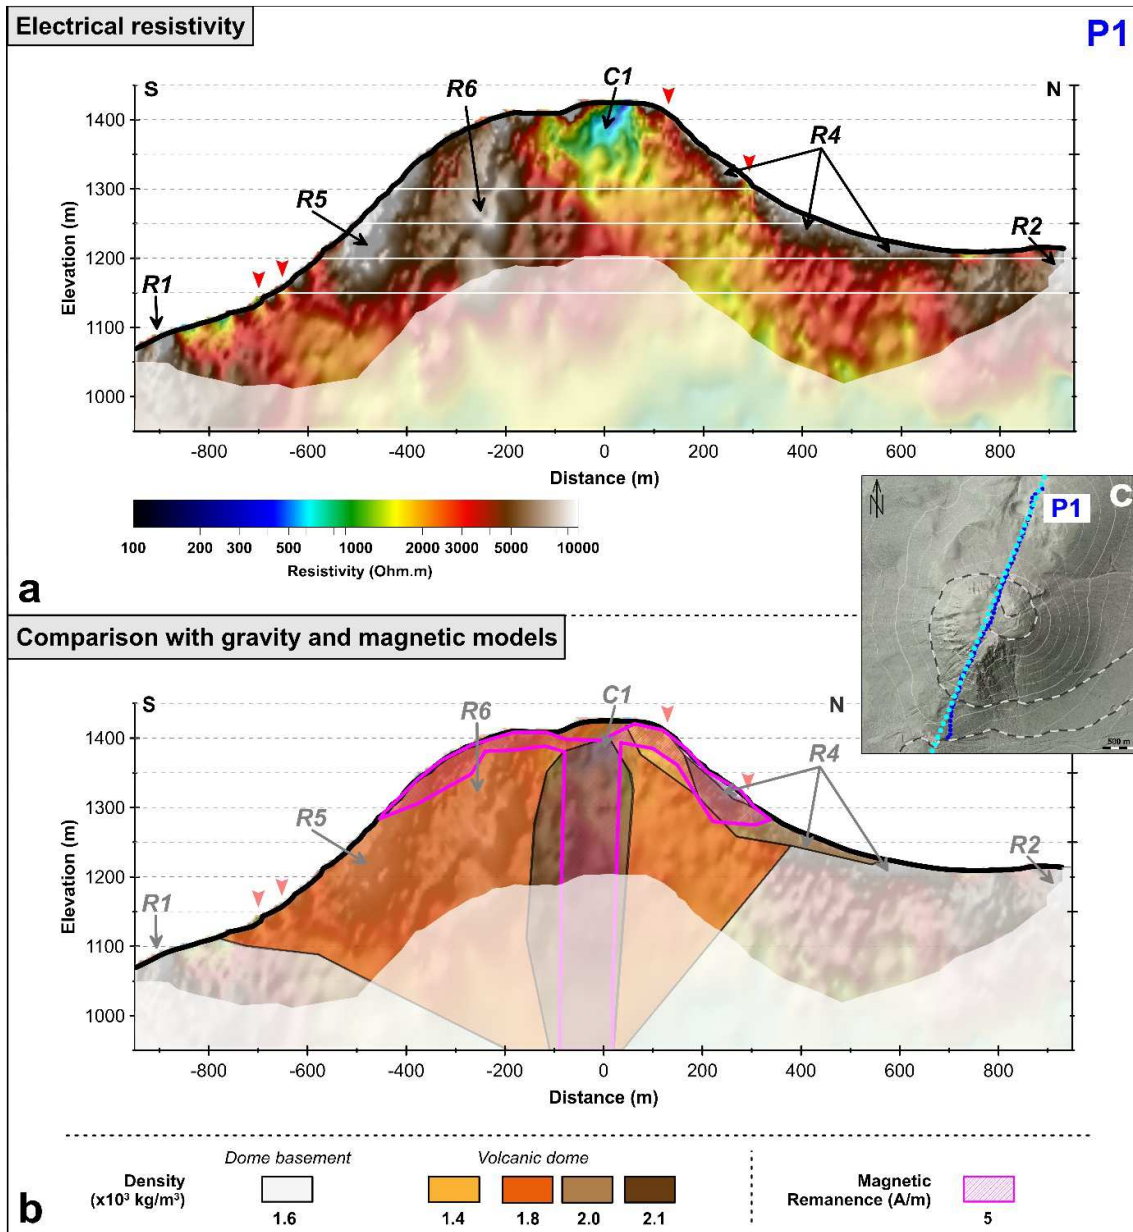 Electrical resistivity
P1
S
N
C1
R6
R4
R5
R2
R1
1400
1300
1200
1100
1000
Elevation (m)
-800 -600 -400 -200 0 200 400 600 800
Distance (m)
100 200 300 500 1000 2000 3000 5000 10000
Resistivity (Ohm.m)
a
N
P1
C
500 m
Comparison with gravity and magnetic models
S
N
C1
R6
R4
R5
R2
R1
1400
1300
1200
1100
1000
Elevation (m)
-800 -600 -400 -200 0 200 400 600 800
Distance (m)
Dome basement
Volcanic dome
Density
(x10³ kg/m³)
1.6
1.4 1.8 2.0 2.1
Magnetic
Remanence (A/m)
5
b